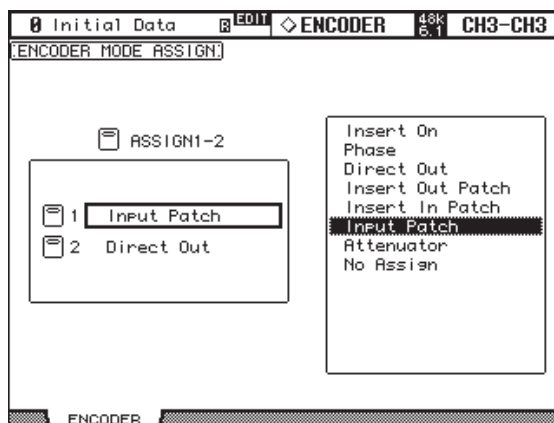 0 Initial Data R EDIT ◇ENCODER 48k 6.1 CH3-CH3
[ENCODER MODE ASSIGN]
ASSIGN1-2
1 Input Patch
2 Direct Out
Insert On
Phase
Direct Out
Insert Out Patch
Insert In Patch
Input Patch
Attenuator
No Assign
ENCODER